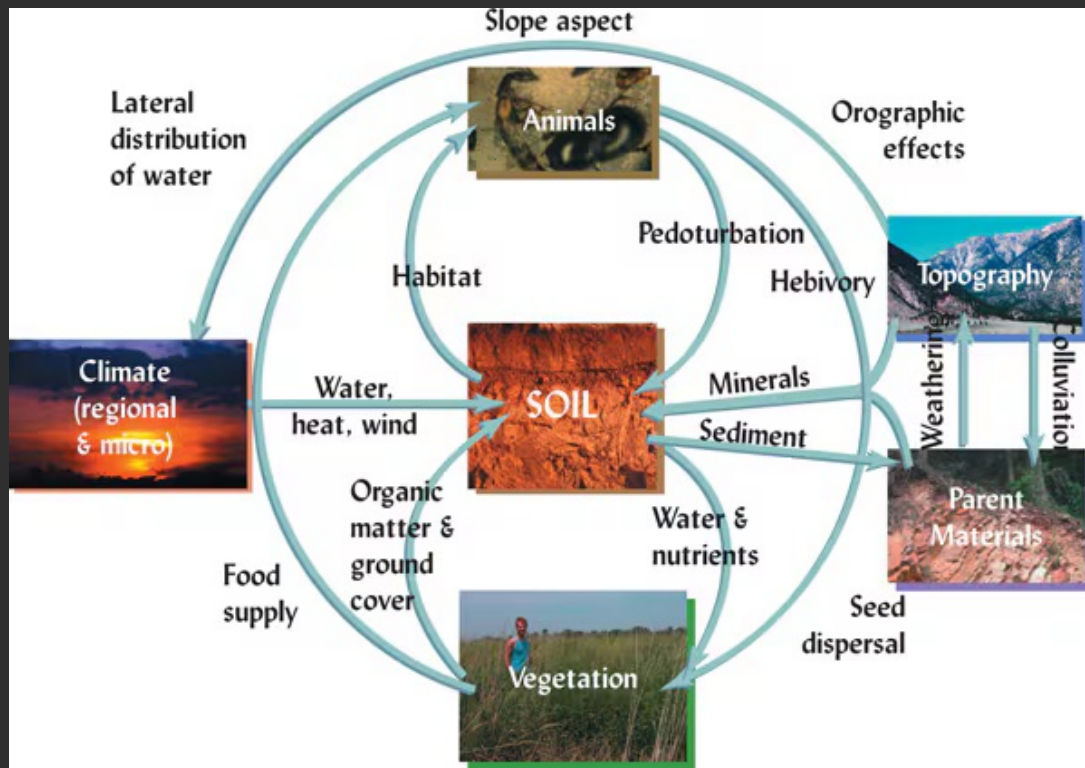 Slope aspect
Lateral
distribution
of water
Animals
Orographic
effects
Pedoturbation
Habitat
Hebivory
Topography
Climate
(regional
& micro)
Water,
heat, wind
SOIL
Minerals
Sediment
Weathering
Colluviation
Organic
matter &
ground
cover
Water &
nutrients
Parent
Materials
Food
supply
Seed
dispersal
Vegetation